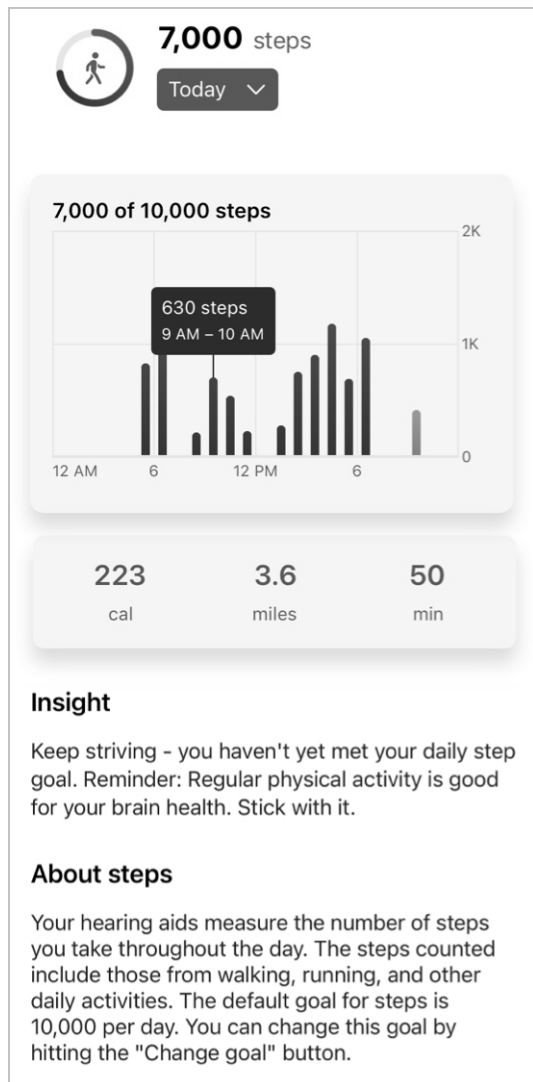 7,000 steps
Today
7,000 of 10,000 steps
2K
630 steps
9 AM – 10 AM
1K
0
12 AM 6 12 PM 6
223 3.6 50
cal miles min
Insight
Keep striving - you haven't yet met your daily step
goal. Reminder: Regular physical activity is good
for your brain health. Stick with it.
About steps
Your hearing aids measure the number of steps
you take throughout the day. The steps counted
include those from walking, running, and other
daily activities. The default goal for steps is
10,000 per day. You can change this goal by
hitting the "Change goal" button.